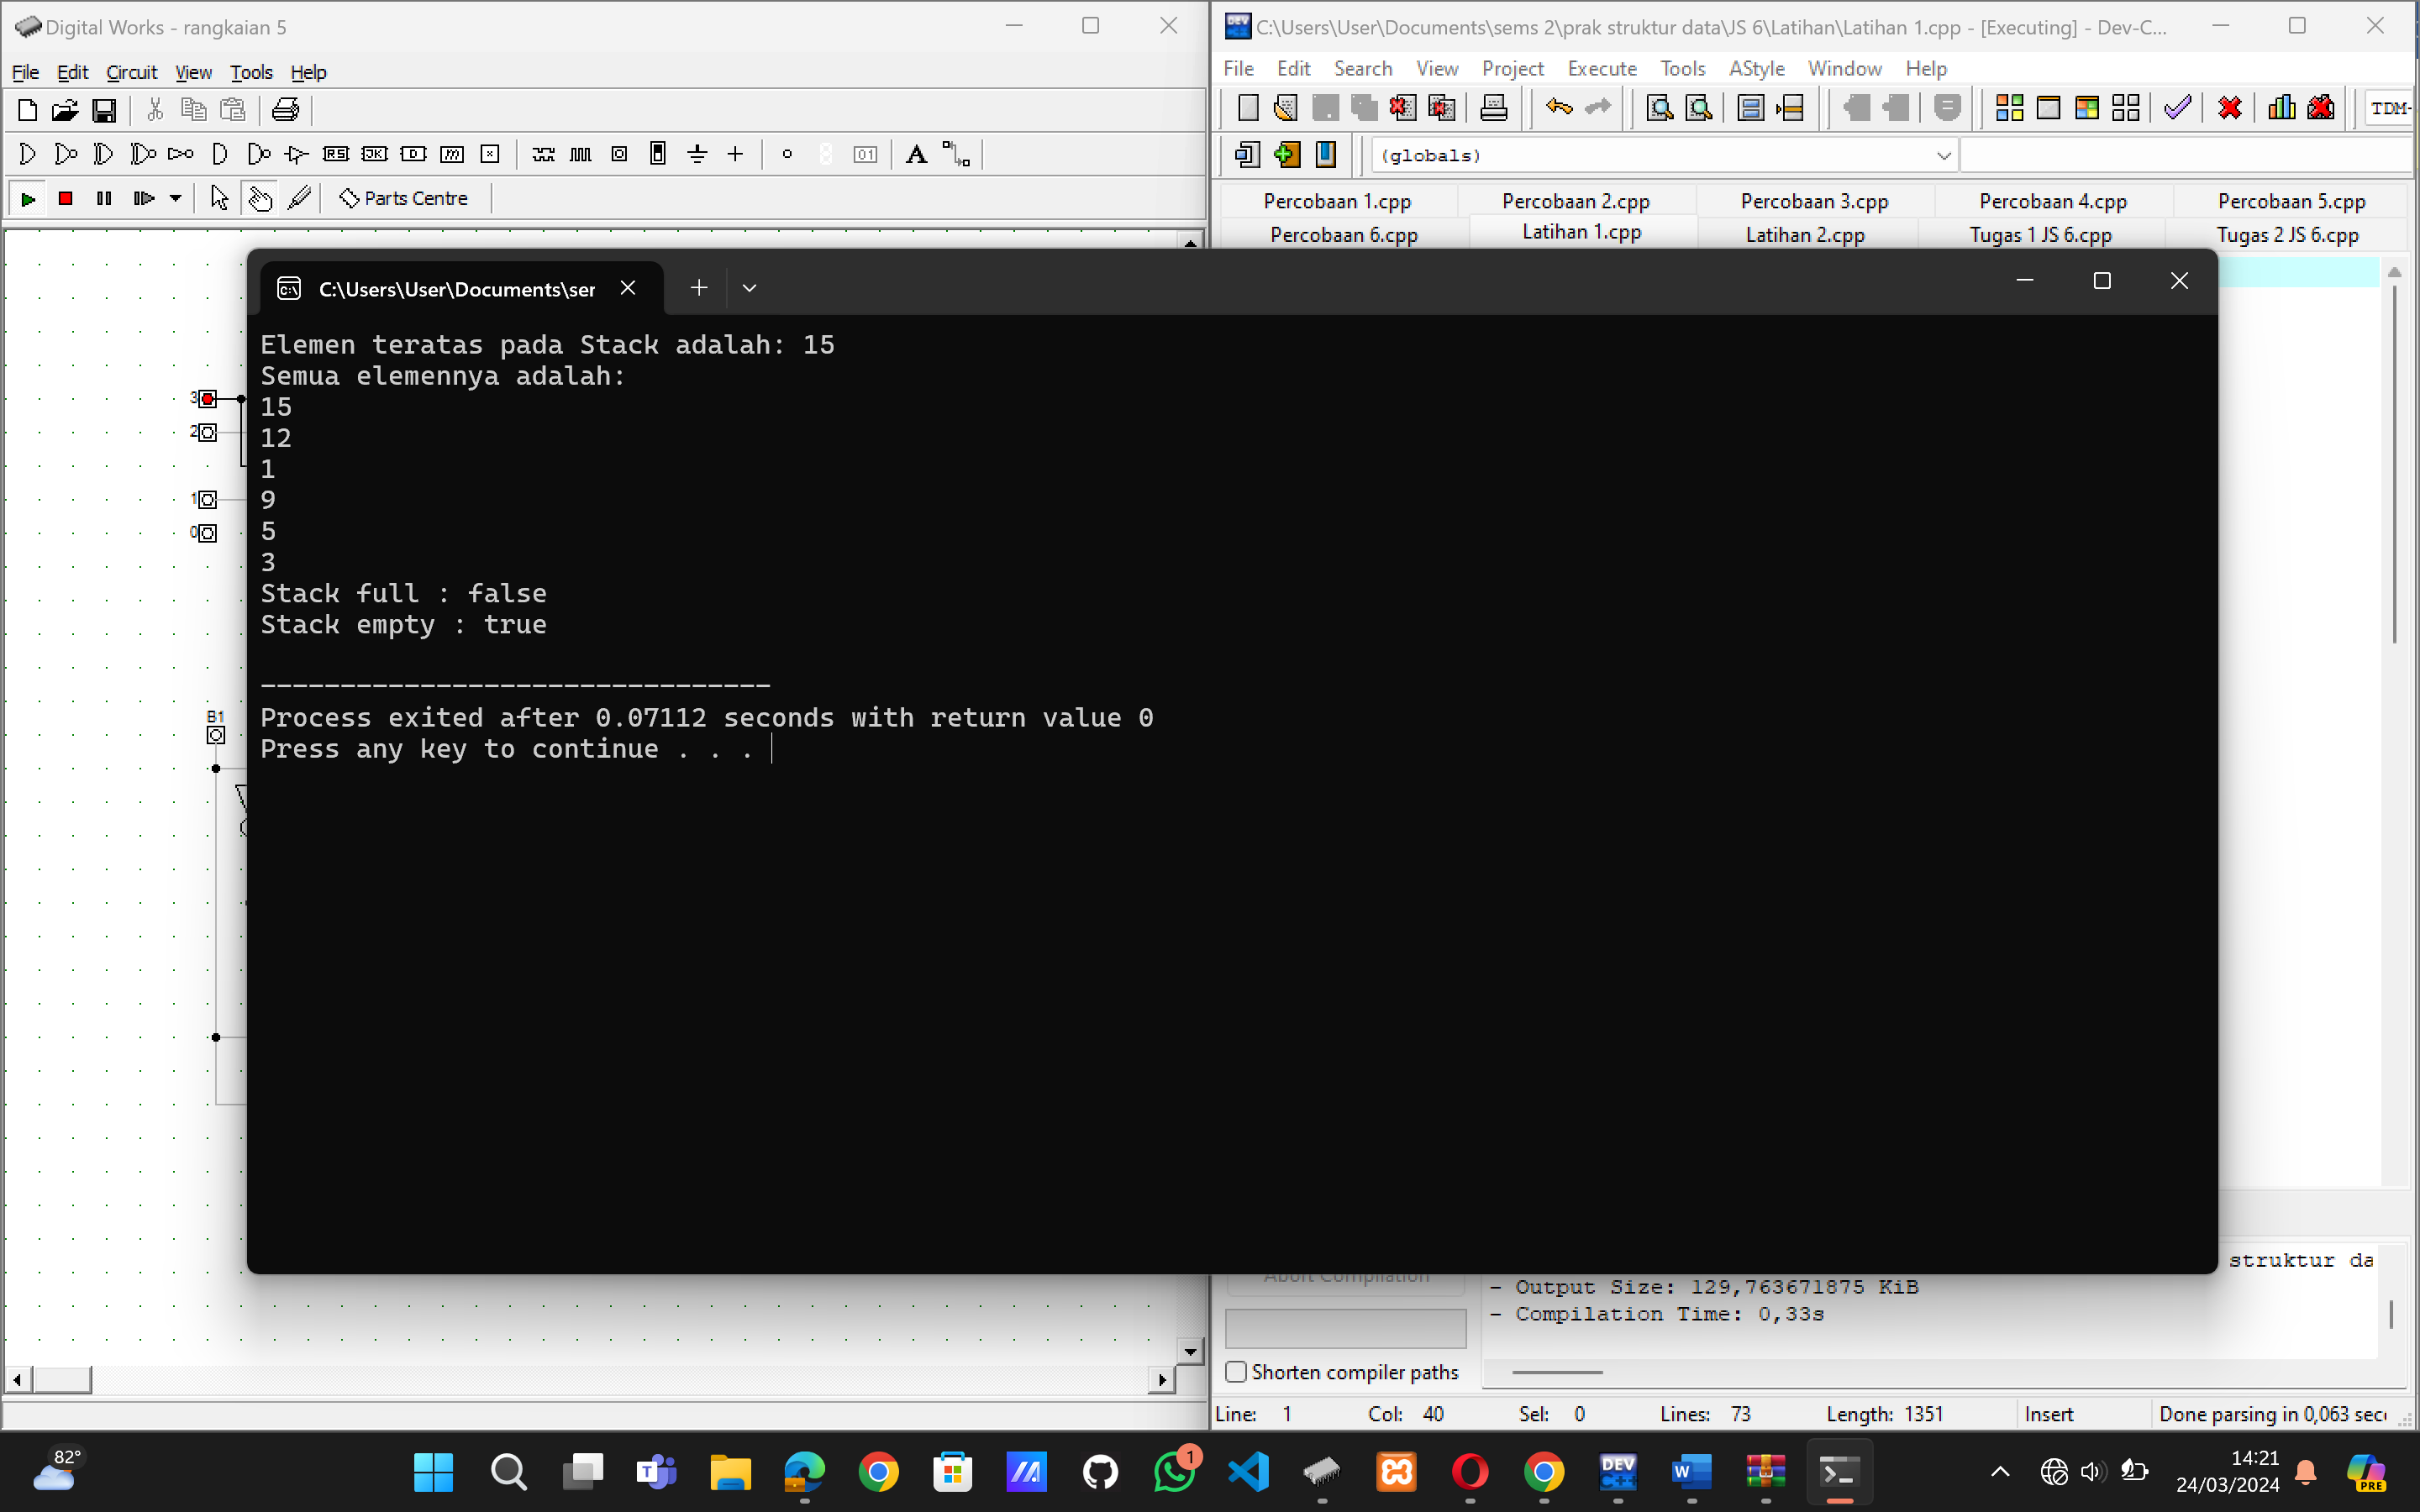 Digital Works - rangkaian 5
File Edit Circuit View Tools Help
RS JK D m x 01 A
Parts Centre
3
2
1
0
B1
C:\Users\User\Documents\sems 2\prak struktur data\JS 6\Latihan\Latihan 1.cpp - [Executing] - Dev-C...
File Edit Search View Project Execute Tools AStyle Window Help
TDM-
(globals)
Percobaan 1.cpp Percobaan 2.cpp Percobaan 3.cpp Percobaan 4.cpp Percobaan 5.cpp
Percobaan 6.cpp Latihan 1.cpp Latihan 2.cpp Tugas 1 JS 6.cpp Tugas 2 JS 6.cpp
C:\Users\User\Documents\ser
Elemen teratas pada Stack adalah: 15
Semua elemennya adalah:
15
12
1
9
5
3
Stack full : false
Stack empty : true
--------------------------------
Process exited after 0.07112 seconds with return value 0
Press any key to continue . . .
struktur da
Abort Compilation
- Output Size: 129,763671875 KiB
- Compilation Time: 0,33s
Shorten compiler paths
Line: 1 Col: 40 Sel: 0 Lines: 73 Length: 1351 Insert Done parsing in 0,063 sec
82°
1
DEV C++
W
PRE
14:21
24/03/2024